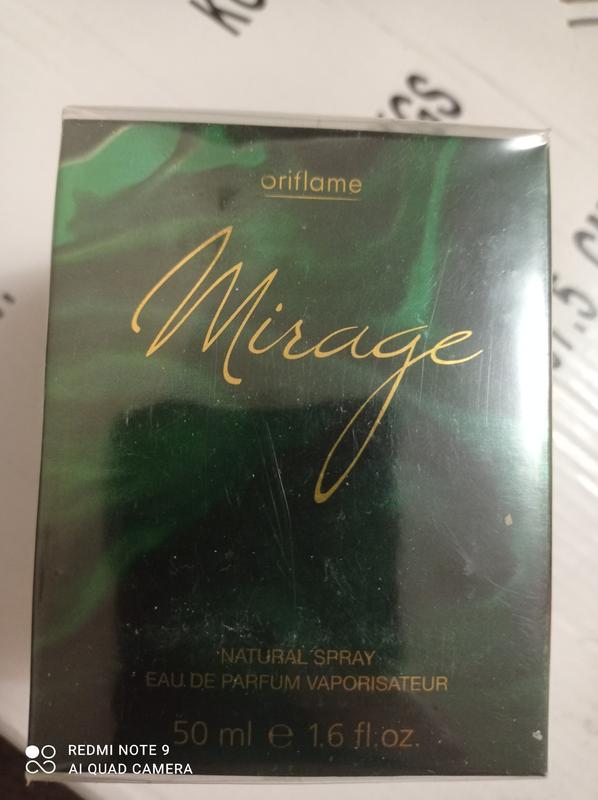 oriflame
Mirage
NATURAL SPRAY
EAU DE PARFUM VAPORISATEUR
50 ml e 1.6 fl.oz.
REDMI NOTE 9
AI QUAD CAMERA